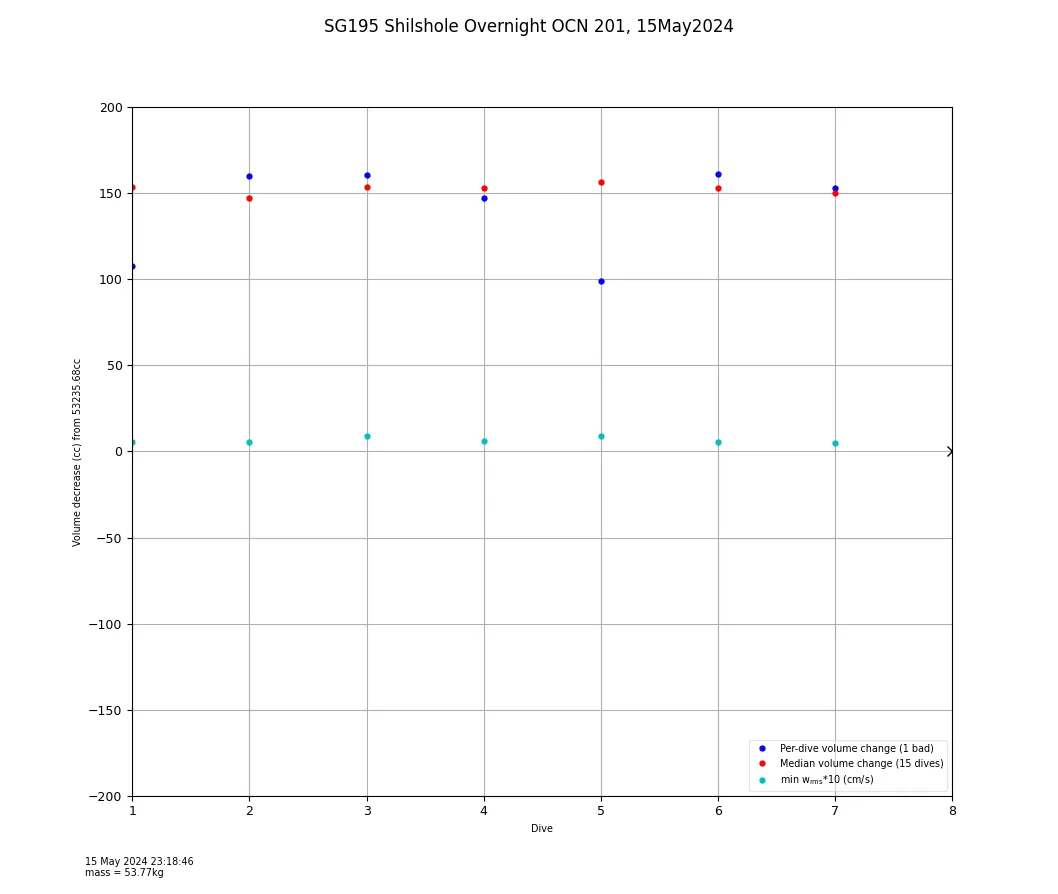 SG195 Shilshole Overnight OCN 201, 15May2024
200
150
100
50
0
−50
−100
−150
−200
Volume decrease (cc) from 53235.68cc
Per-dive volume change (1 bad)
Median volume change (15 dives)
min wrms*10 (cm/s)
1 2 3 4 5 6 7 8
Dive
15 May 2024 23:18:46
mass = 53.77kg